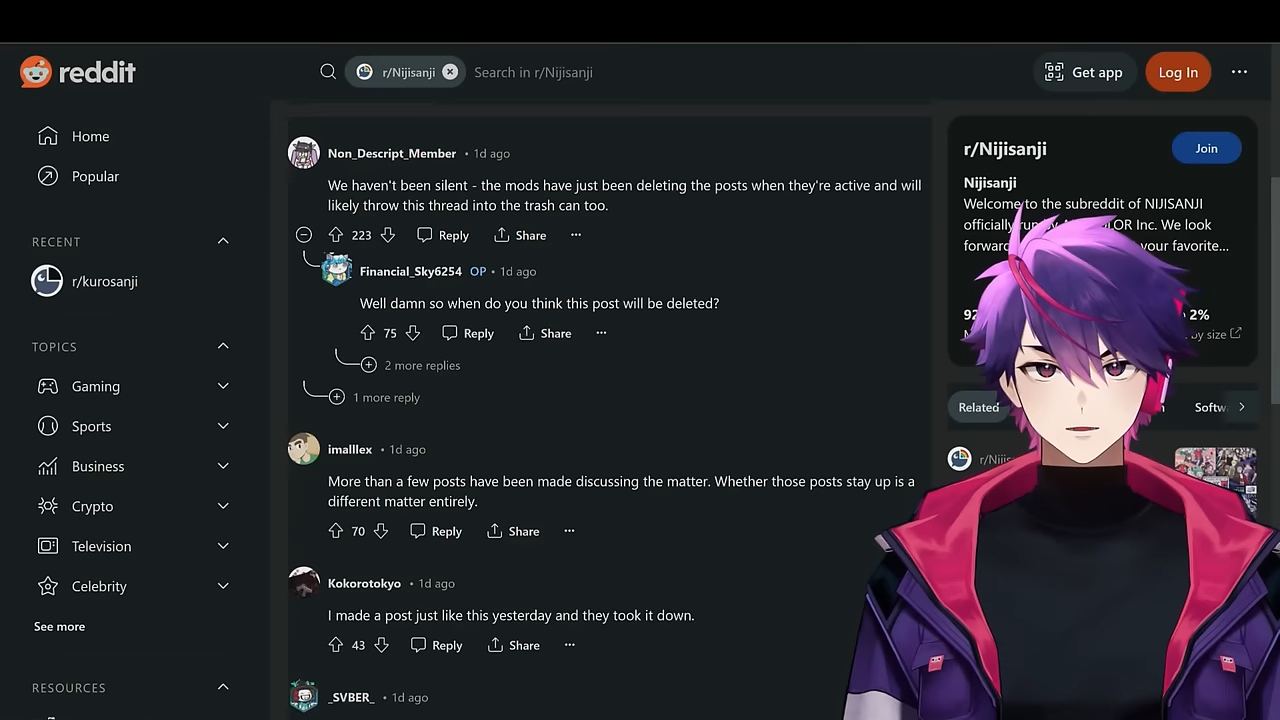 reddit
r/Nijisanji
Search in r/Nijisanji
Get app
Log In
Home
Popular
RECENT
r/kurosanji
TOPICS
Gaming
Sports
Business
Crypto
Television
Celebrity
See more
RESOURCES
Non_Descript_Member • 1d ago
We haven't been silent - the mods have just been deleting the posts when they're active and will
likely throw this thread into the trash can too.
223 Reply Share
Financial_Sky6254 OP • 1d ago
Well damn so when do you think this post will be deleted?
75 Reply Share
2 more replies
1 more reply
imalllex • 1d ago
More than a few posts have been made discussing the matter. Whether those posts stay up is a
different matter entirely.
70 Reply Share
Kokorotokyo • 1d ago
I made a post just like this yesterday and they took it down.
43 Reply Share
_SVBER_ • 1d ago
r/Nijisanji
Join
Nijisanji
Welcome to the subreddit of NIJISANJI
officially run by OR Inc. We look
forward your favorite...
2%
by size
Related